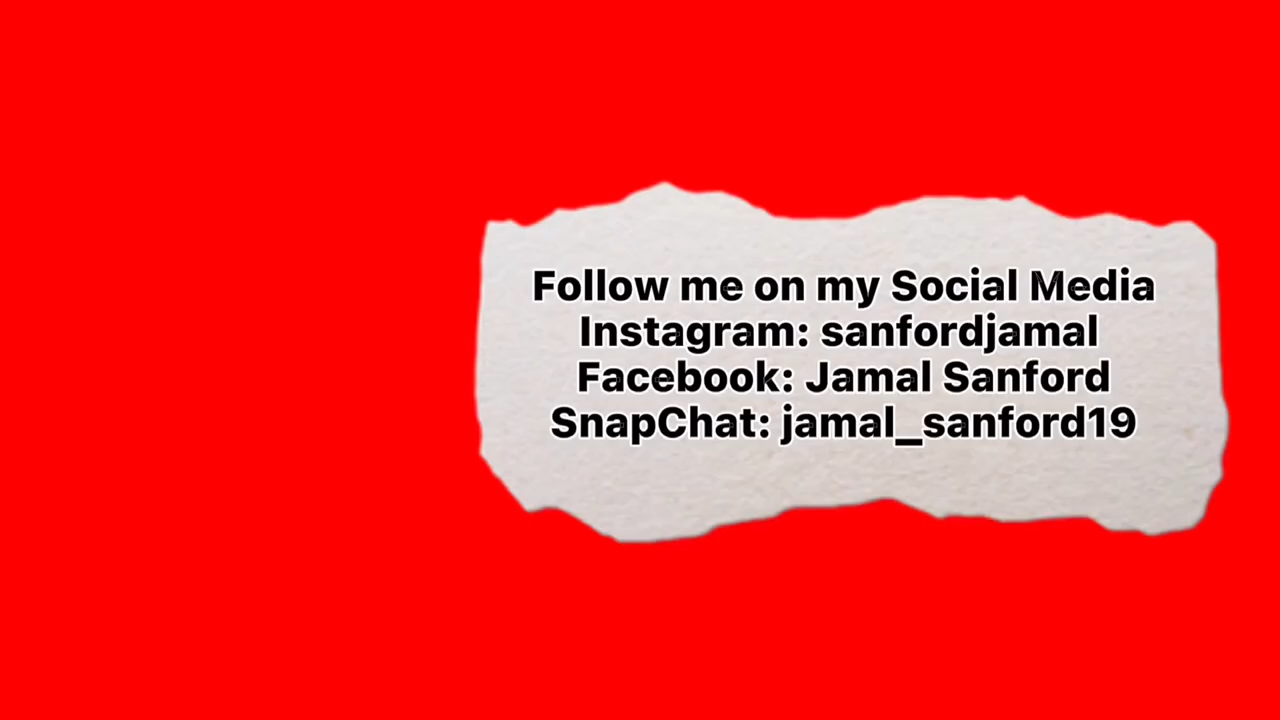 Follow me on my Social Media
Instagram: sanfordjamal
Facebook: Jamal Sanford
SnapChat: jamal_sanford19